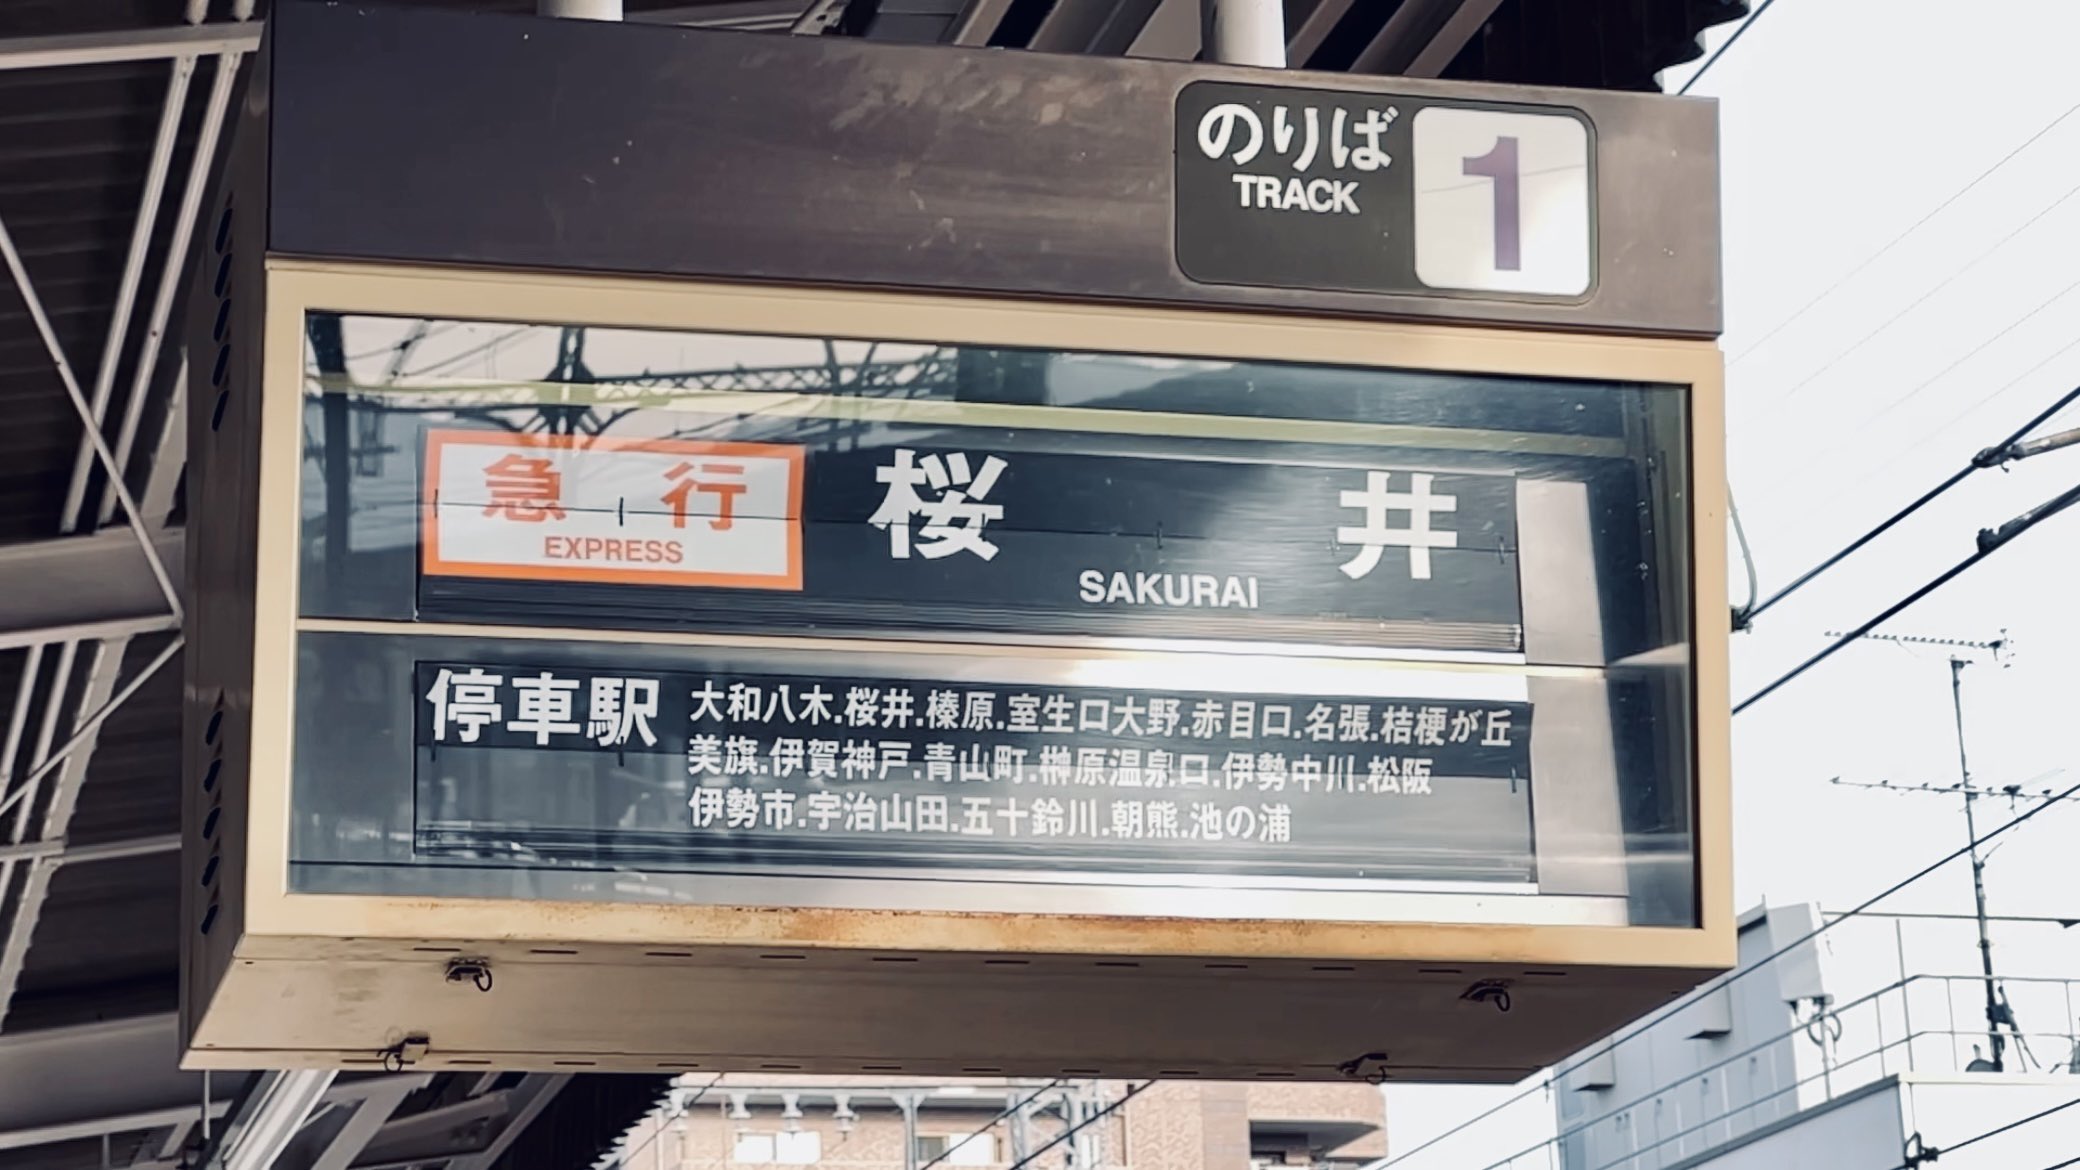 のりば 1
TRACK
急行 桜井
EXPRESS SAKURAI
停車駅 大和八木.桜井.榛原.室生口大野.赤目口.名張.桔梗が丘
美旗.伊賀神戸.青山町.榊原温泉口.伊勢中川.松阪
伊勢市.宇治山田.五十鈴川.朝熊.池の浦